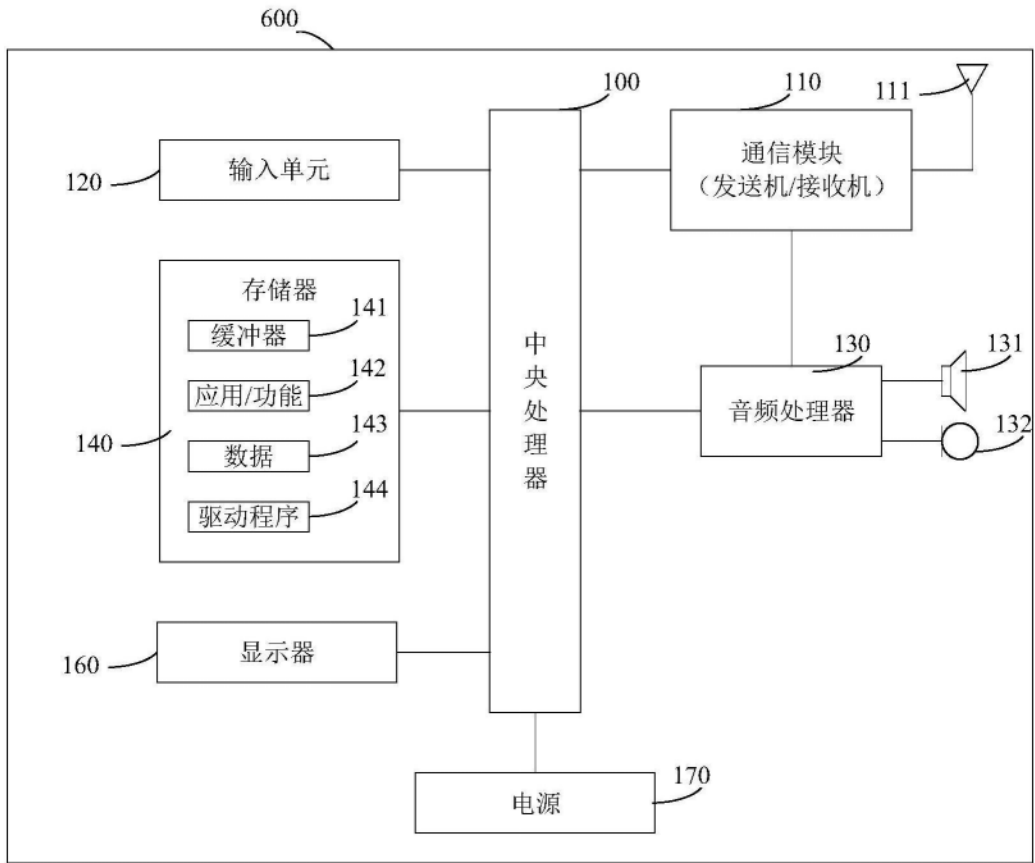 600
100
110
111
120
输入单元
通信模块
（发送机/接收机）
存储器
141
缓冲器
142
应用/功能
143
140
数据
144
驱动程序
中央处理器
130
131
音频处理器
132
160
显示器
170
电源